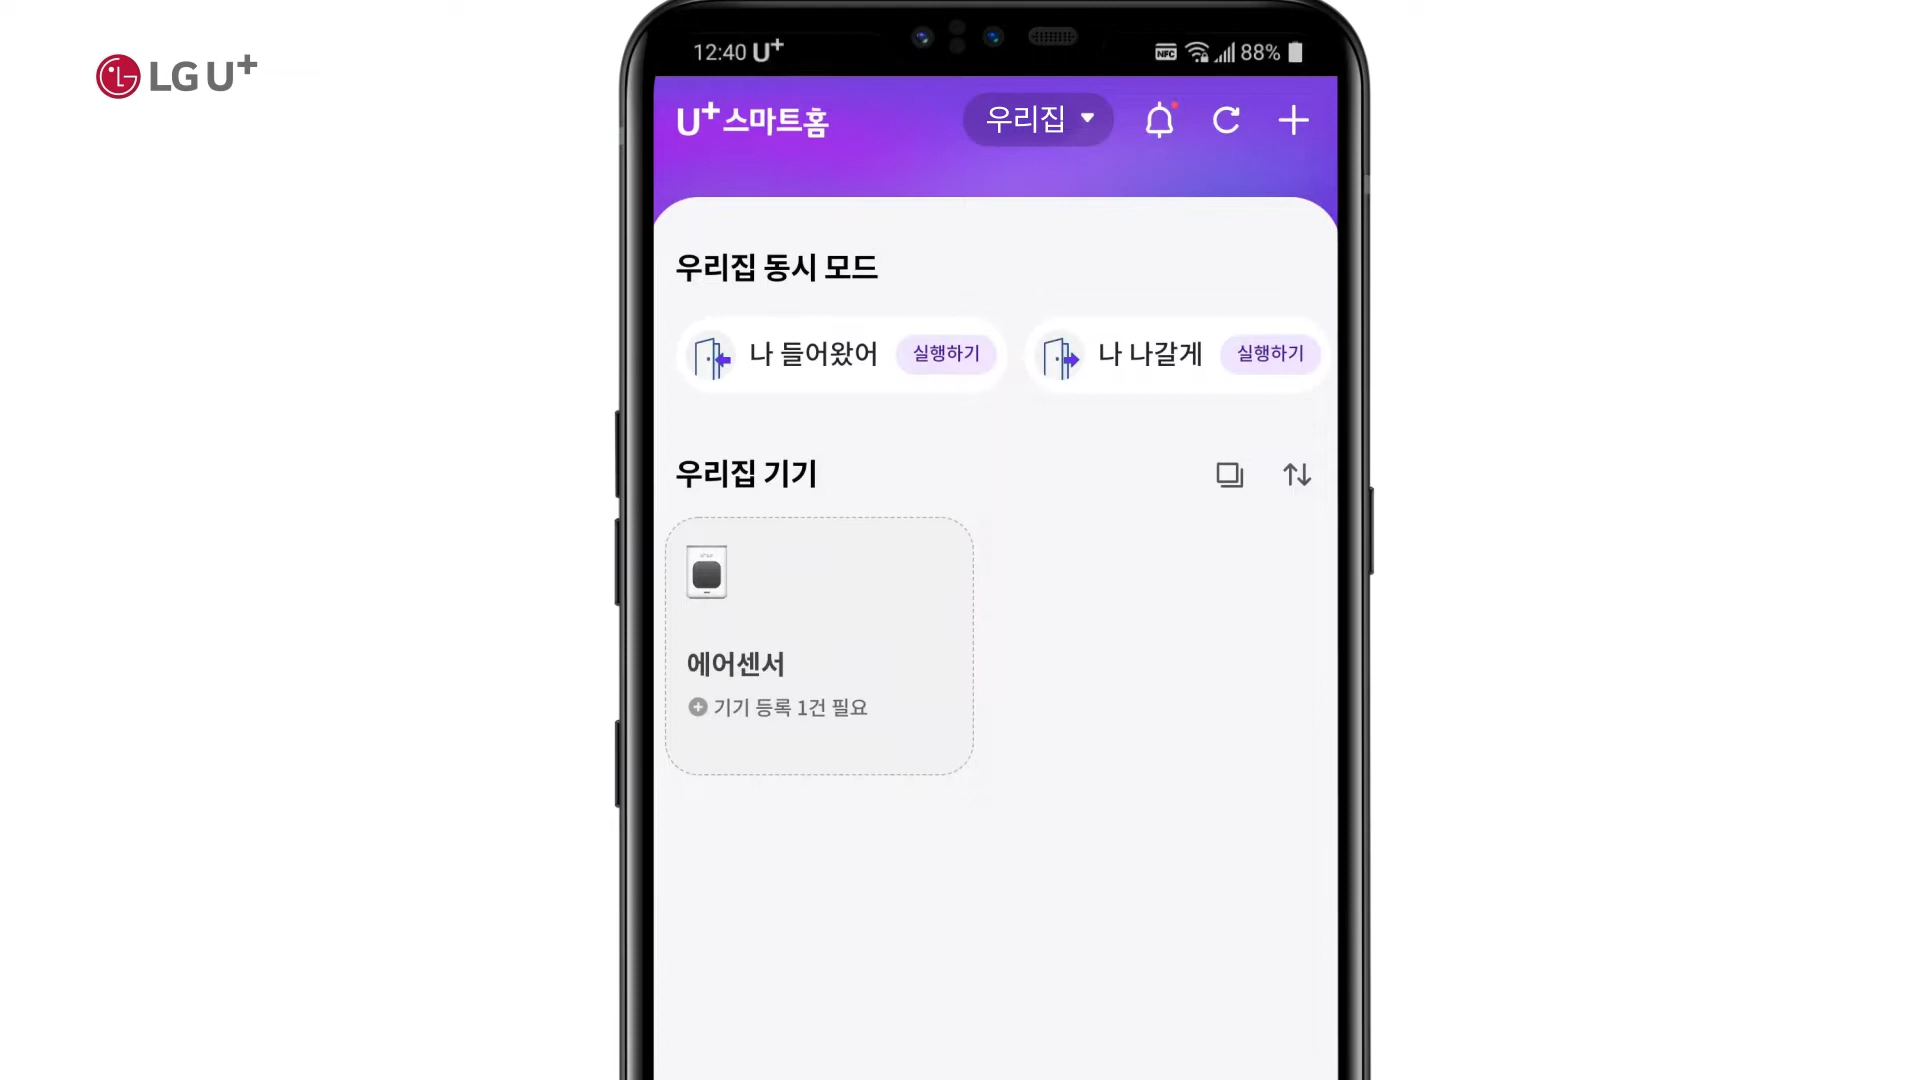 LG U+
12:40 U+
NFC 88%
U+스마트홈
우리집
우리집 동시 모드
나 들어왔어 실행하기
나 나갈게 실행하기
우리집 기기
에어센서
기기 등록 1건 필요